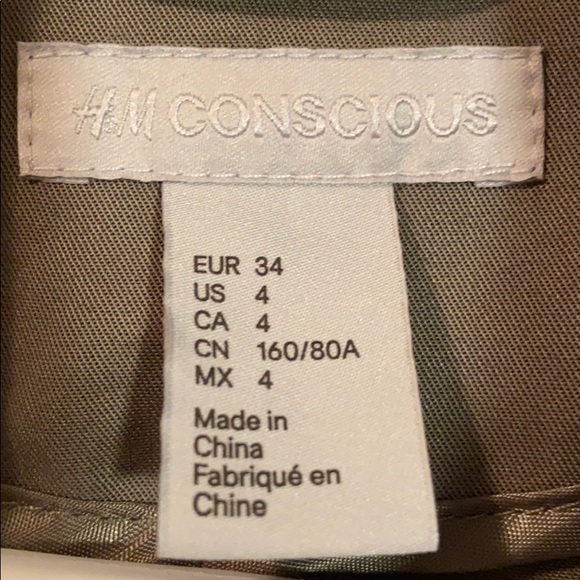 H&M CONSCIOUS
EUR 34
US 4
CA 4
CN 160/80A
MX 4
Made in
China
Fabriqué en
Chine